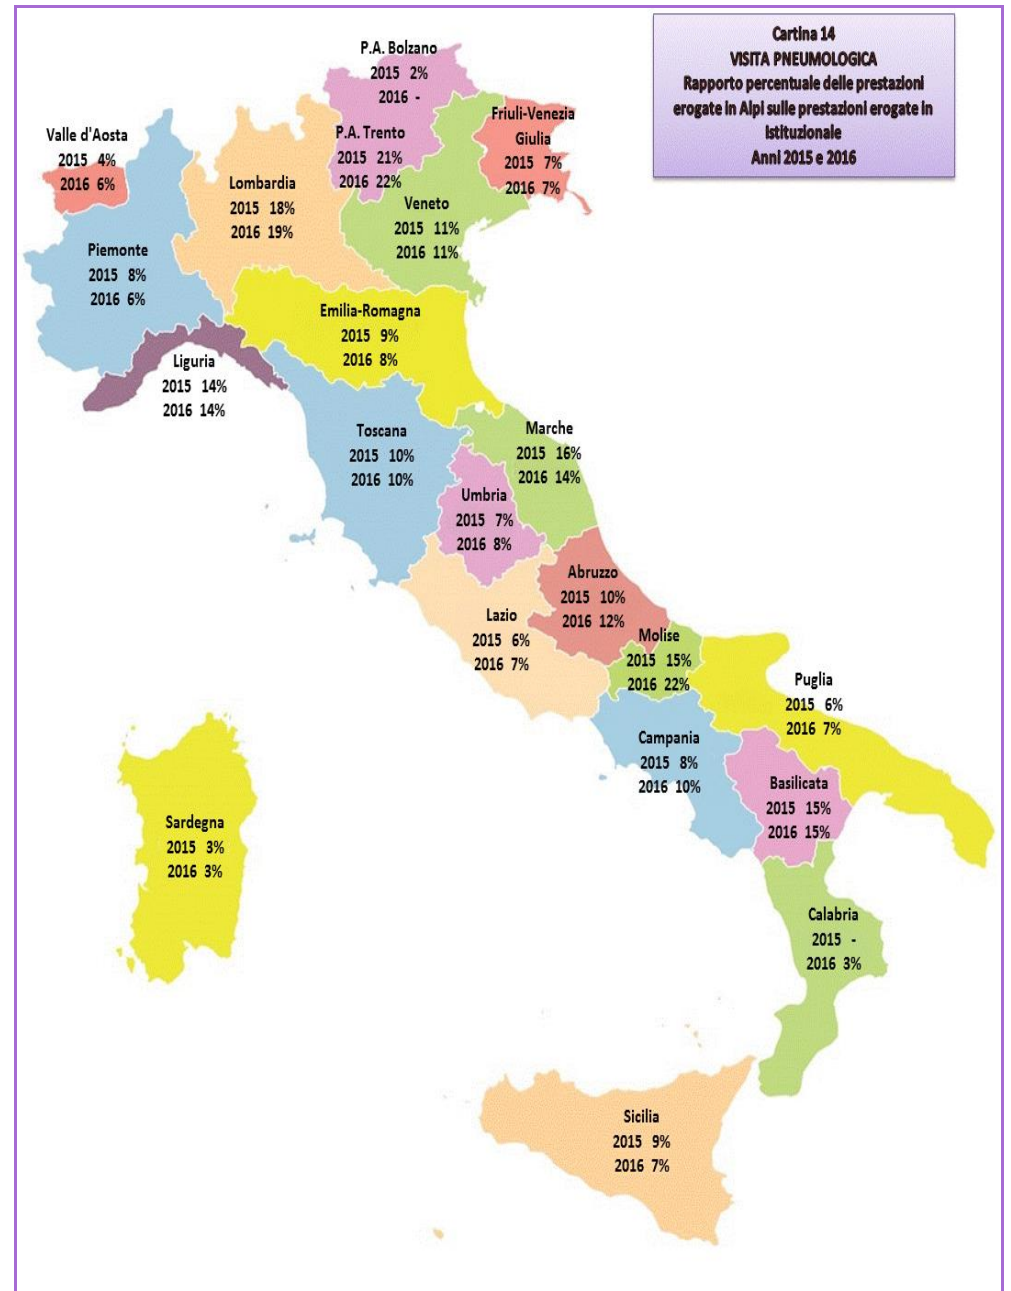 Cartina 14
VISITA PNEUMOLOGICA
Rapporto percentuale delle prestazioni
erogate in Alpi sulle prestazioni erogate in
Istituzionale
Anni 2015 e 2016
P.A. Bolzano
2015 2%
2016 -
P.A. Trento
2015 21%
2016 22%
Friuli-Venezia
Giulia
2015 7%
2016 7%
Valle d'Aosta
2015 4%
2016 6%
Lombardia
2015 18%
2016 19%
Veneto
2015 11%
2016 11%
Piemonte
2015 8%
2016 6%
Emilia-Romagna
2015 9%
2016 8%
Liguria
2015 14%
2016 14%
Toscana
2015 10%
2016 10%
Marche
2015 16%
2016 14%
Umbria
2015 7%
2016 8%
Abruzzo
2015 10%
2016 12%
Lazio
2015 6%
2016 7%
Molise
2015 15%
2016 22%
Puglia
2015 6%
2016 7%
Campania
2015 8%
2016 10%
Basilicata
2015 15%
2016 15%
Sardegna
2015 3%
2016 3%
Calabria
2015 -
2016 3%
Sicilia
2015 9%
2016 7%